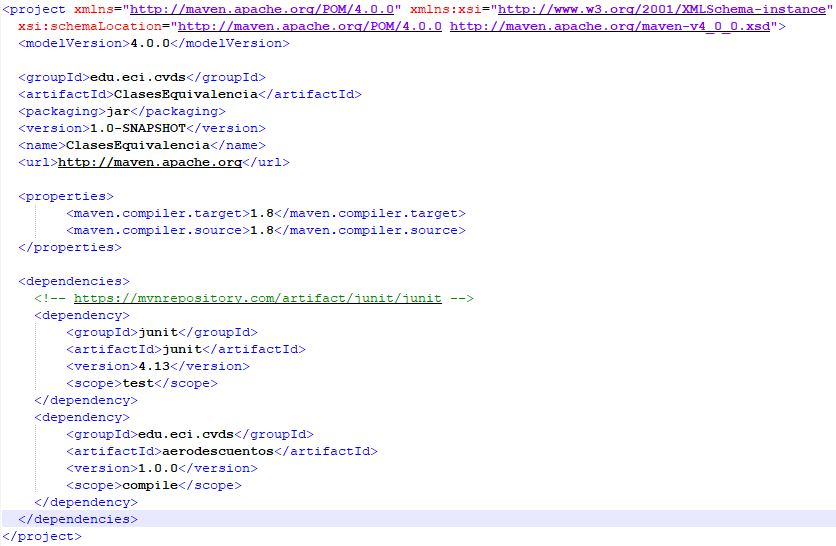 <project xmlns="http://maven.apache.org/POM/4.0.0" xmlns:xsi="http://www.w3.org/2001/XMLSchema-instance"
xsi:schemaLocation="http://maven.apache.org/POM/4.0.0 http://maven.apache.org/maven-v4_0_0.xsd">
<modelVersion>4.0.0</modelVersion>
<groupId>edu.eci.cvds</groupId>
<artifactId>ClasesEquivalencia</artifactId>
<packaging>jar</packaging>
<version>1.0-SNAPSHOT</version>
<name>ClasesEquivalencia</name>
<url>http://maven.apache.org</url>
<properties>
<maven.compiler.target>1.8</maven.compiler.target>
<maven.compiler.source>1.8</maven.compiler.source>
</properties>
<dependencies>
<!-- https://mvnrepository.com/artifact/junit/junit -->
<dependency>
<groupId>junit</groupId>
<artifactId>junit</artifactId>
<version>4.13</version>
<scope>test</scope>
</dependency>
<dependency>
<groupId>edu.eci.cvds</groupId>
<artifactId>aerodescuentos</artifactId>
<version>1.0.0</version>
<scope>compile</scope>
</dependency>
</dependencies>
</project>